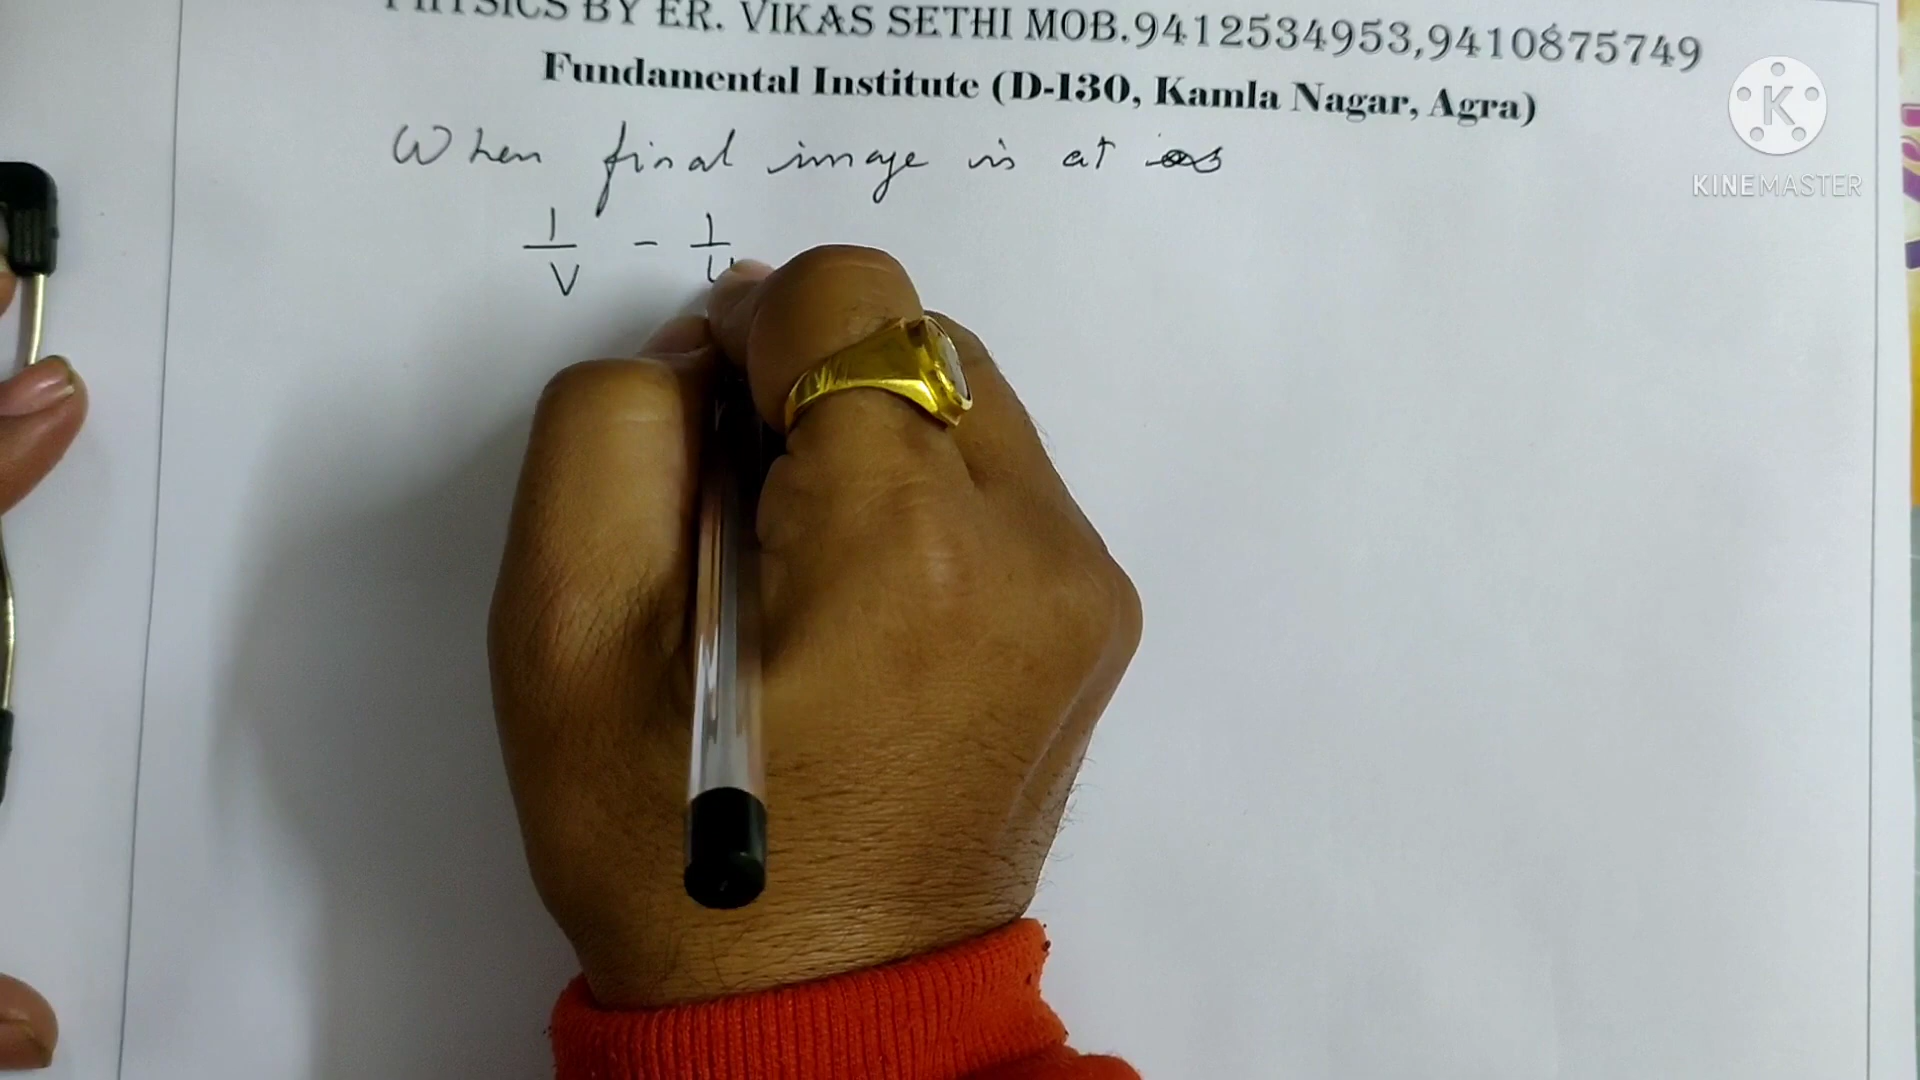 PHYSICS BY ER. VIKAS SETHI MOB.9412534953,9410875749
Fundamental Institute (D-130, Kamla Nagar, Agra)
K
KINEMASTER
When final image is at ∞
1/V - 1/u